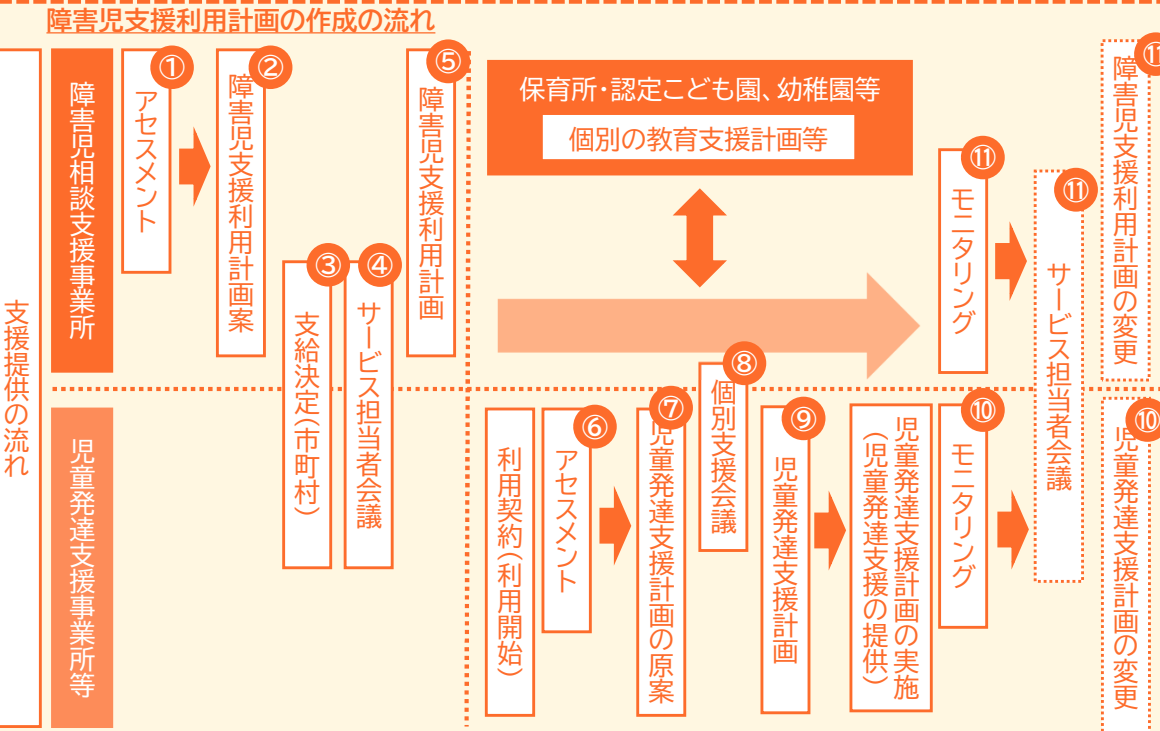 障害児支援利用計画の作成の流れ
支援提供の流れ
障害児相談支援事業所
①
アセスメント
②
障害児支援利用計画案
③
支給決定(市町村)
④
サービス担当者会議
⑤
障害児支援利用計画
保育所・認定こども園、幼稚園等
個別の教育支援計画等
⑪
モニタリング
⑪
サービス担当者会議
⑪
障害児支援利用計画の変更
児童発達支援事業所等
利用契約(利用開始)
⑥
アセスメント
⑦
児童発達支援計画の原案
⑧
個別支援会議
⑨
児童発達支援計画
児童発達支援計画の実施
(児童発達支援の提供)
⑩
モニタリング
⑩
児童発達支援計画の変更